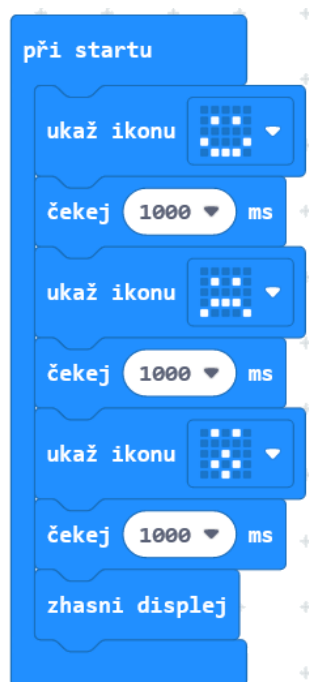 při startu
ukaž ikonu
čekej 1000 ms
ukaž ikonu
čekej 1000 ms
ukaž ikonu
čekej 1000 ms
zhasni displej